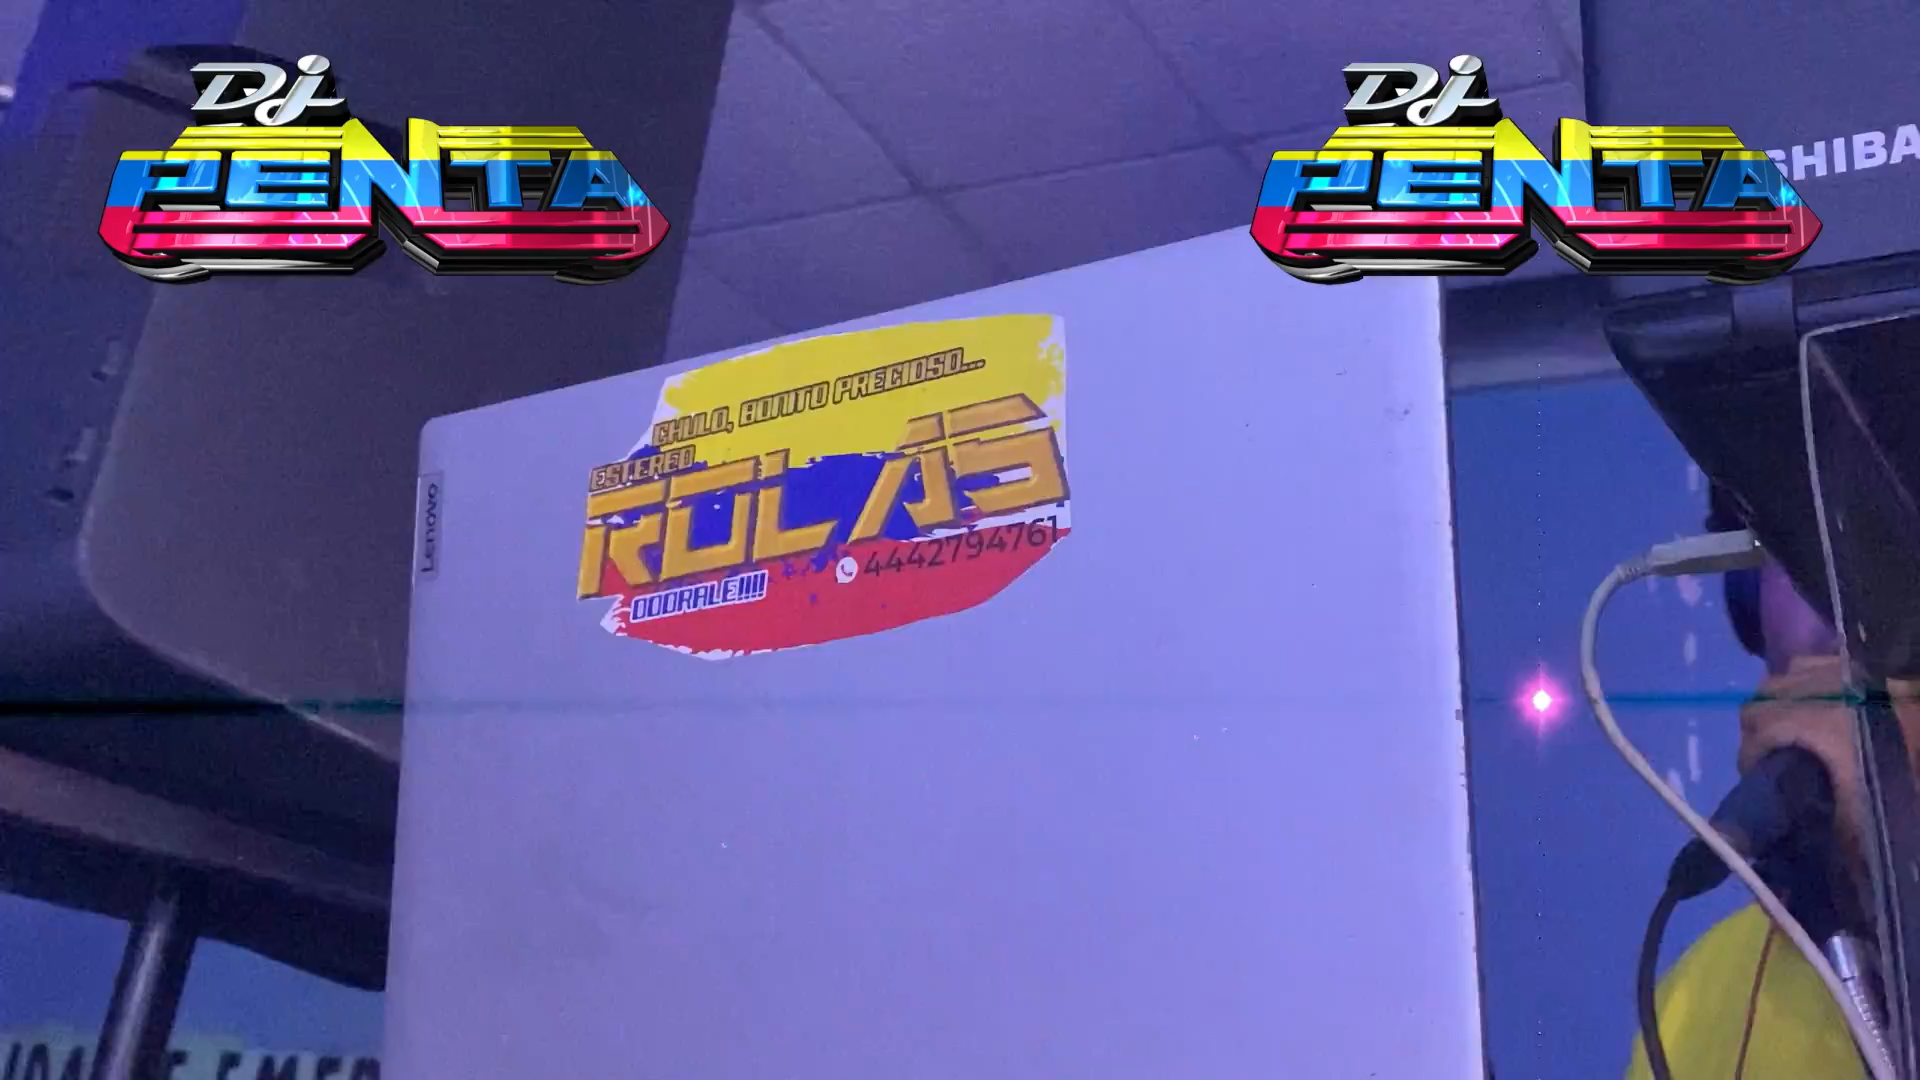 Dj
PENTA
Dj
PENTA
SHIBA
CHULO, BONITO PRECIOSO...
ESTEREO
ROLAS
4442794761
OOORALE!!!!
Lenovo